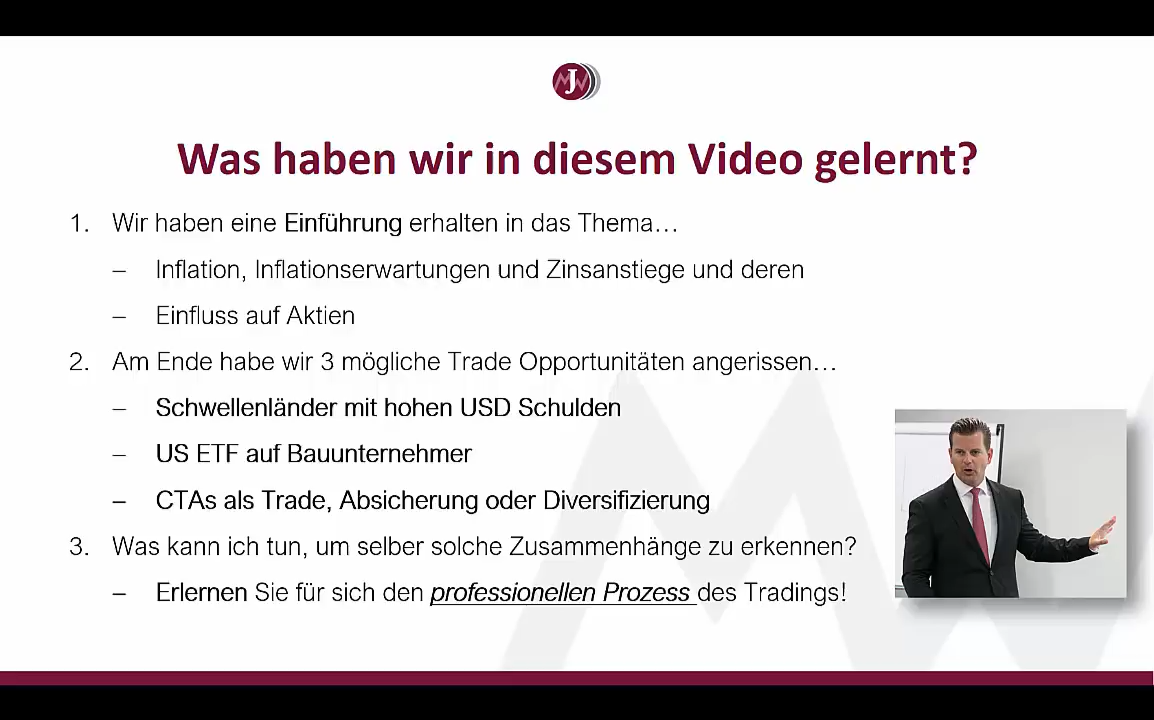 J
Was haben wir in diesem Video gelernt?
1. Wir haben eine Einführung erhalten in das Thema…
– Inflation, Inflationserwartungen und Zinsanstiege und deren
– Einfluss auf Aktien
2. Am Ende habe wir 3 mögliche Trade Opportunitäten angerissen…
– Schwellenländer mit hohen USD Schulden
– US ETF auf Bauunternehmer
– CTAs als Trade, Absicherung oder Diversifizierung
3. Was kann ich tun, um selber solche Zusammenhänge zu erkennen?
– Erlernen Sie für sich den professionellen Prozess des Tradings!